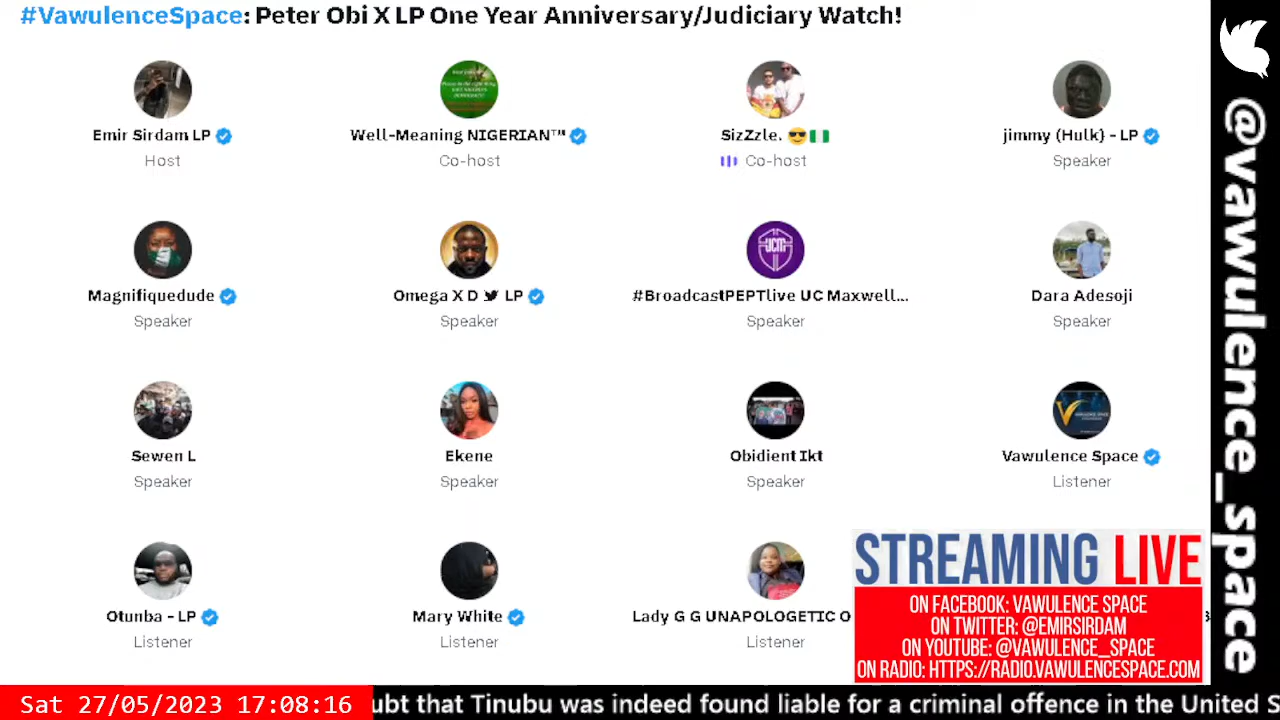 #VawulenceSpace: Peter Obi X LP One Year Anniversary/Judiciary Watch!
Emir Sirdam LP
Host
Well-Meaning NIGERIAN™
Co-host
SizZzle. 😎🇳🇬
Co-host
jimmy (Hulk) - LP
Speaker
Magnifiquedude
Speaker
Omega X D LP
Speaker
UCM
#BroadcastPEPTlive UC Maxwell...
Speaker
Dara Adesoji
Speaker
Sewen L
Speaker
Ekene
Speaker
Obidient Ikt
Speaker
Vawulence Space
Listener
Otunba - LP
Listener
Mary White
Listener
Lady G G UNAPOLOGETIC O
Listener
STREAMING LIVE
ON FACEBOOK: VAWULENCE SPACE
ON TWITTER: @EMIRSIRDAM
ON YOUTUBE: @VAWULENCE_SPACE
ON RADIO: HTTPS://RADIO.VAWULENCESPACE.COM
@vawulence_space
Sat 27/05/2023 17:08:16
ubt that Tinubu was indeed found liable for a criminal offence in the United S